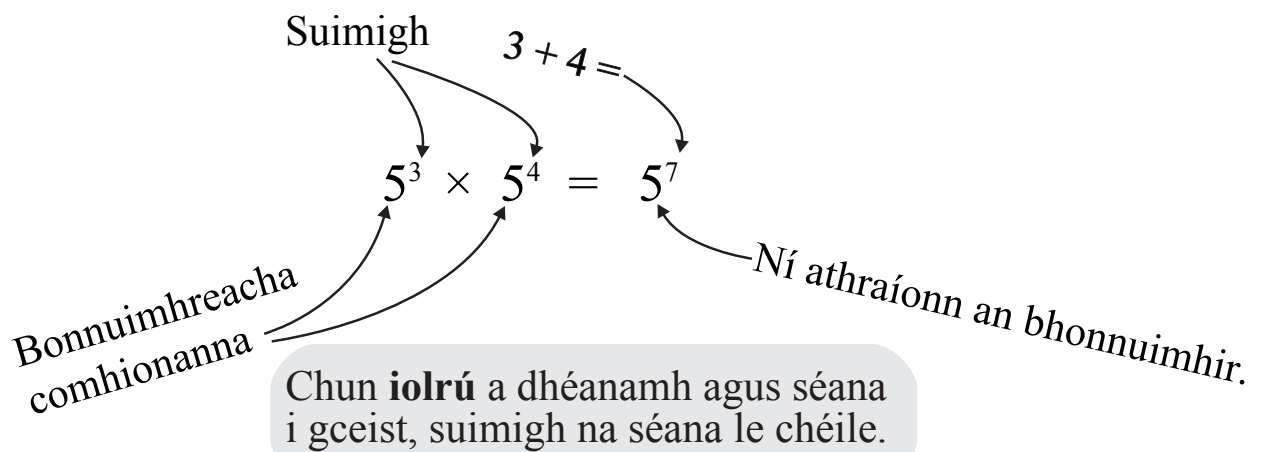 Suimigh
3 + 4 =
5³ × 5⁴ = 5⁷
Bonnuimhreacha
comhionanna
Ní athraíonn an bhonnuimhir.
Chun iolrú a dhéanamh agus séana
i gceist, suimigh na séana le chéile.